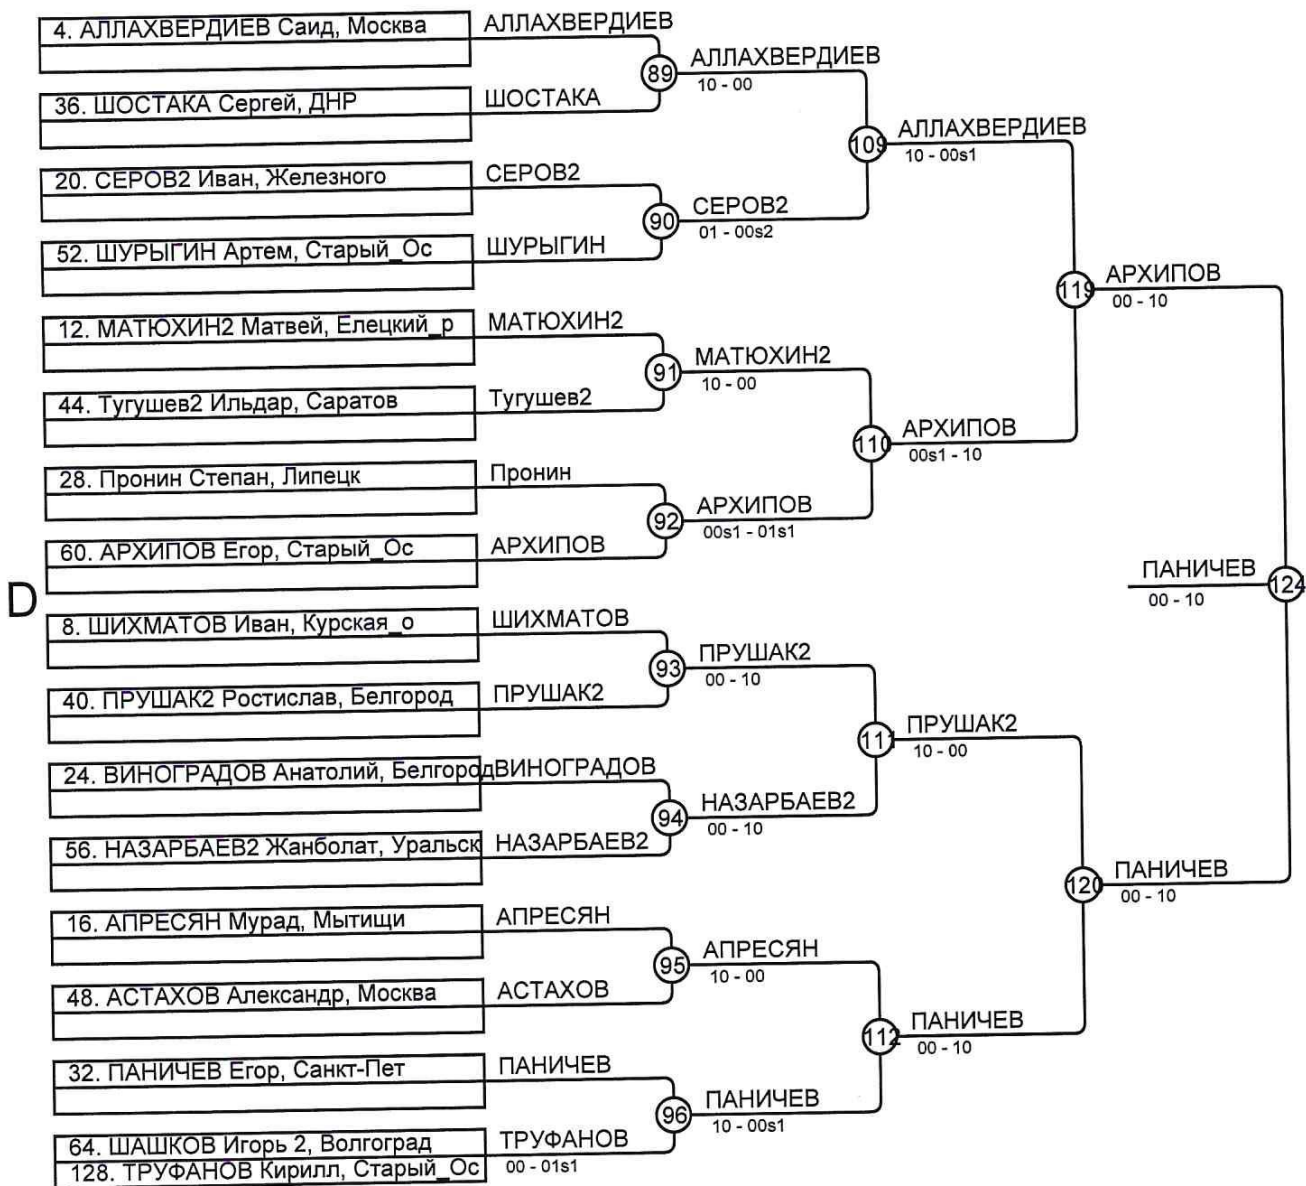 4. АЛЛАХВЕРДИЕВ Саид, Москва
АЛЛАХВЕРДИЕВ
89
АЛЛАХВЕРДИЕВ
10 - 00
36. ШОСТАКА Сергей, ДНР
ШОСТАКА
109
АЛЛАХВЕРДИЕВ
10 - 00s1
20. СЕРОВ2 Иван, Железного
СЕРОВ2
90
СЕРОВ2
01 - 00s2
52. ШУРЫГИН Артем, Старый_Ос
ШУРЫГИН
119
АРХИПОВ
00 - 10
12. МАТЮХИН2 Матвей, Елецкий_р
МАТЮХИН2
91
МАТЮХИН2
10 - 00
44. Тугушев2 Ильдар, Саратов
Тугушев2
110
АРХИПОВ
00s1 - 10
28. Пронин Степан, Липецк
Пронин
92
АРХИПОВ
00s1 - 01s1
60. АРХИПОВ Егор, Старый_Ос
АРХИПОВ
D
ПАНИЧЕВ
00 - 10
124
8. ШИХМАТОВ Иван, Курская_о
ШИХМАТОВ
93
ПРУШАК2
00 - 10
40. ПРУШАК2 Ростислав, Белгород
ПРУШАК2
111
ПРУШАК2
10 - 00
24. ВИНОГРАДОВ Анатолий, Белгород
ВИНОГРАДОВ
94
НАЗАРБАЕВ2
00 - 10
56. НАЗАРБАЕВ2 Жанболат, Уральск
НАЗАРБАЕВ2
120
ПАНИЧЕВ
00 - 10
16. АПРЕСЯН Мурад, Мытищи
АПРЕСЯН
95
АПРЕСЯН
10 - 00
48. АСТАХОВ Александр, Москва
АСТАХОВ
112
ПАНИЧЕВ
00 - 10
32. ПАНИЧЕВ Егор, Санкт-Пет
ПАНИЧЕВ
96
ПАНИЧЕВ
10 - 00s1
64. ШАШКОВ Игорь 2, Волгоград
ТРУФАНОВ
128. ТРУФАНОВ Кирилл, Старый_Ос
00 - 01s1